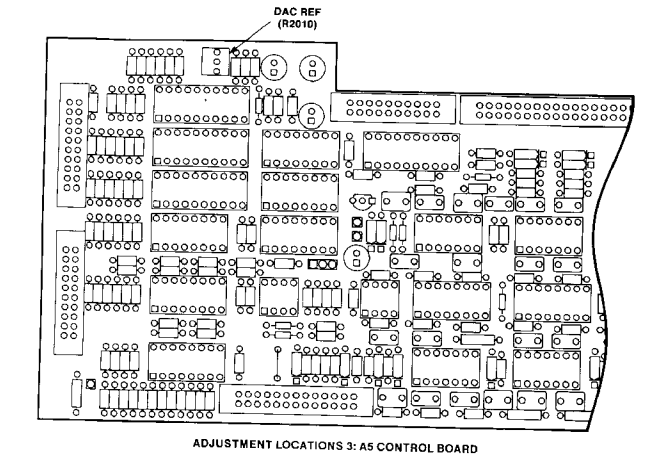 DAC REF
(R2010)
ADJUSTMENT LOCATIONS 3: A5 CONTROL BOARD